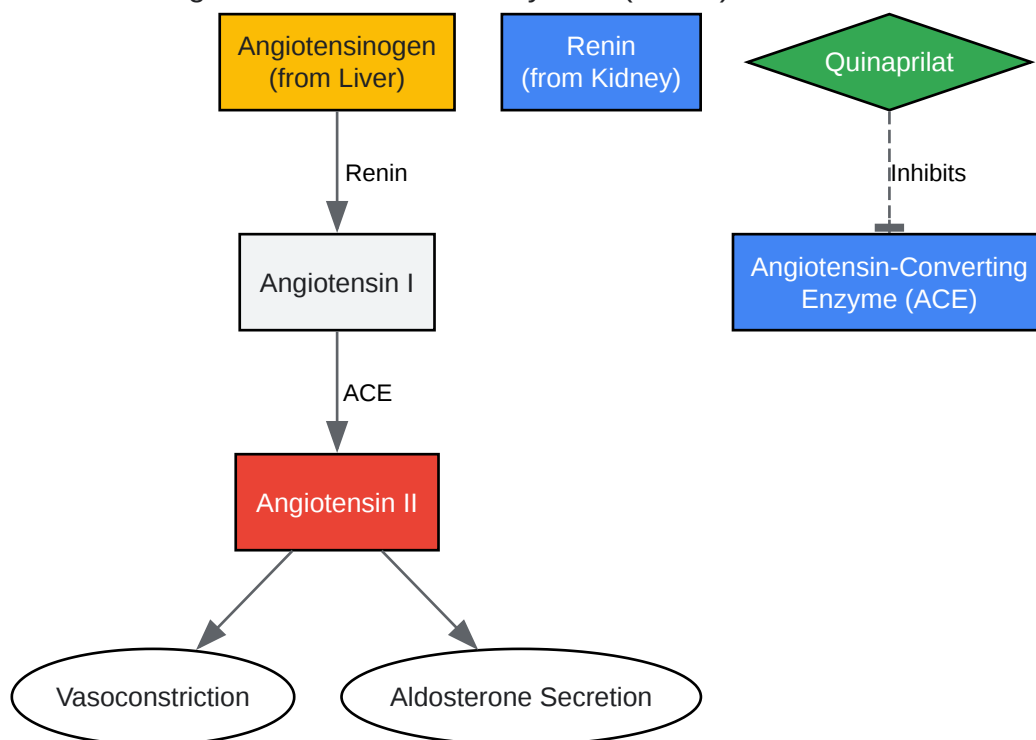 Angiotensinogen
(from Liver)
Renin
(from Kidney)
Quinaprilat
Renin
Inhibits
Angiotensin I
Angiotensin-Converting
Enzyme (ACE)
ACE
Angiotensin II
Vasoconstriction
Aldosterone Secretion